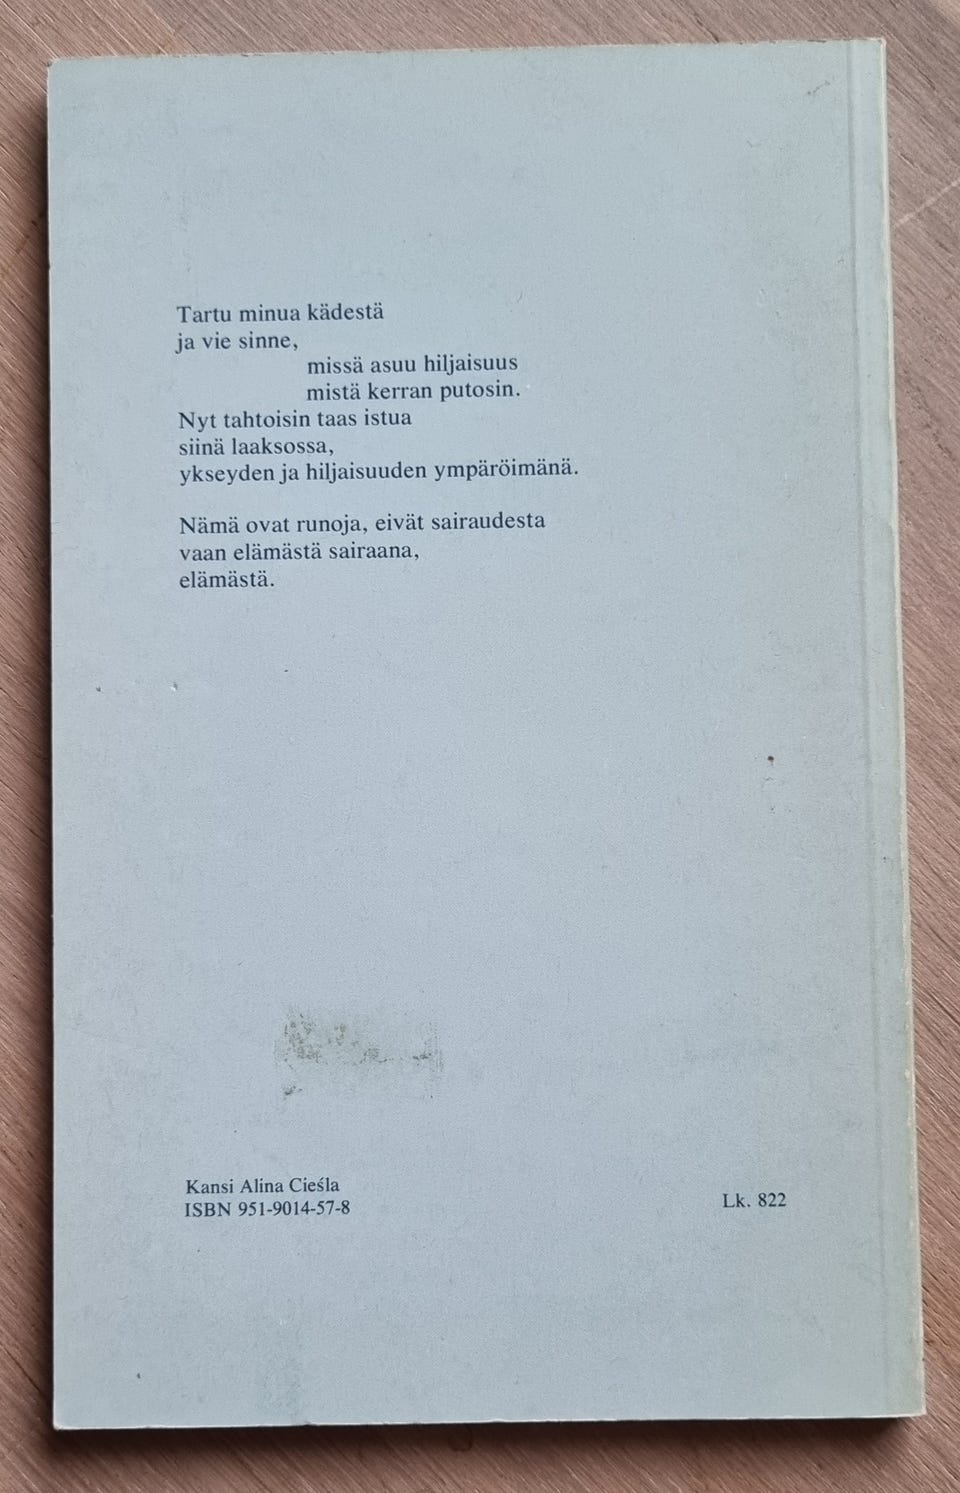 Tartu minua kädestä
ja vie sinne,
missä asuu hiljaisuus
mistä kerran putosin.
Nyt tahtoisin taas istua
siinä laaksossa,
ykseyden ja hiljaisuuden ympäröimänä.
Nämä ovat runoja, eivät sairaudesta
vaan elämästä sairaana,
elämästä.
Kansi Alina Cieśla
ISBN 951-9014-57-8
Lk. 822